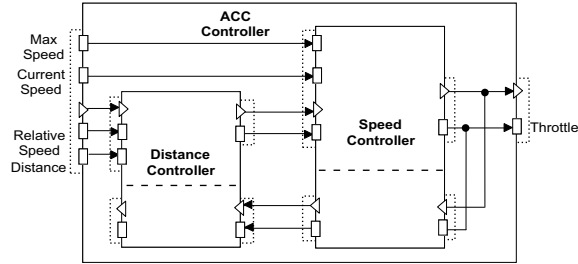 ACC
Controller
Max
Speed
Current
Speed
Relative
Speed
Distance
Distance
Controller
Speed
Controller
Throttle